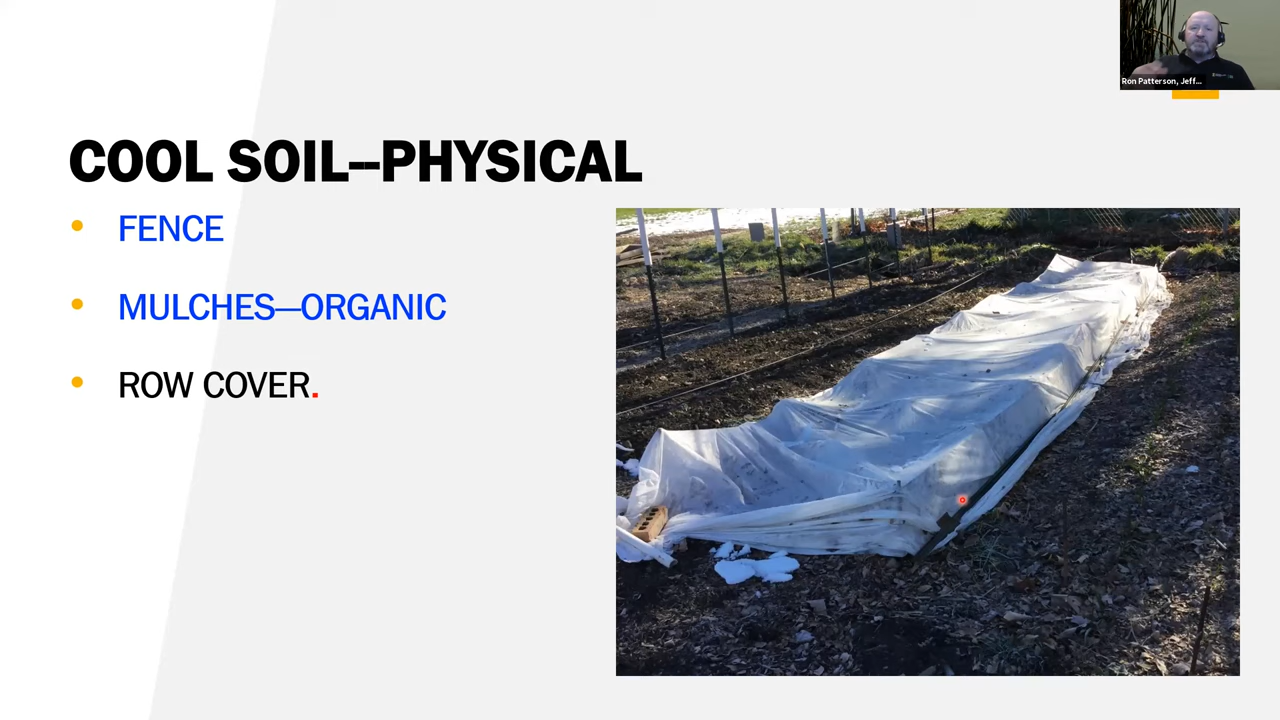 Ron Patterson, Jeff...
COOL SOIL--PHYSICAL
• FENCE
• MULCHES—ORGANIC
• ROW COVER.